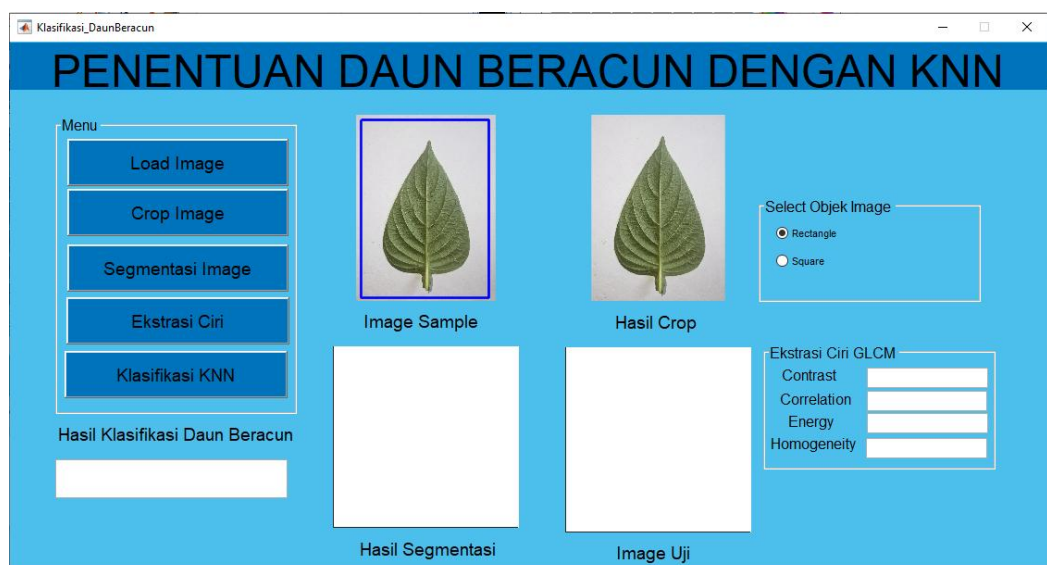 Klasifikasi_DaunBeracun
PENENTUAN DAUN BERACUN DENGAN KNN
Menu
Load Image
Crop Image
Segmentasi Image
Ekstrasi Ciri
Klasifikasi KNN
Hasil Klasifikasi Daun Beracun
Image Sample
Hasil Crop
Select Objek Image
Rectangle
Square
Hasil Segmentasi
Image Uji
Ekstrasi Ciri GLCM
Contrast
Correlation
Energy
Homogeneity